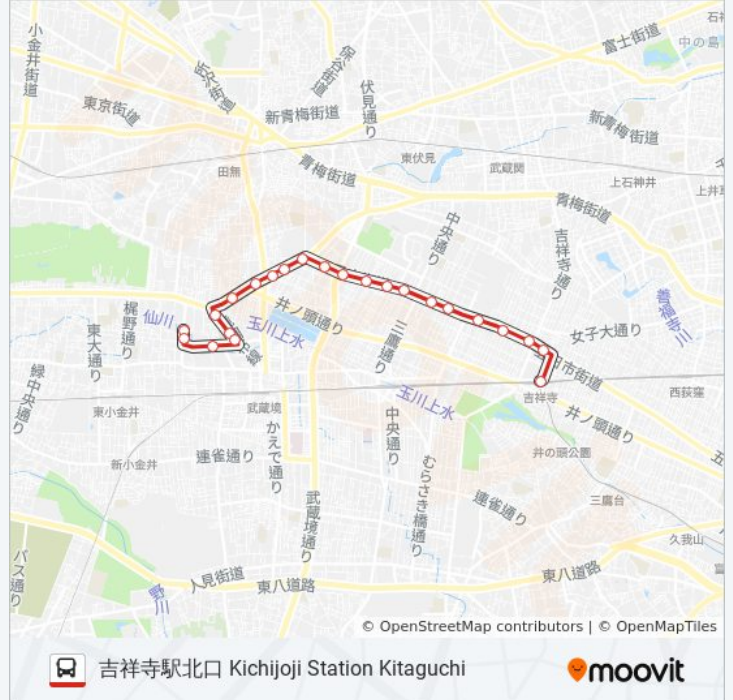 石
小金井街道
保谷街道
富士街道
中の島
所沢街道
伏見通り
東京街道
新青梅街道
新青梅街道
東伏見
武蔵関
田無
青梅街道
上石神井
上井草
青梅街道
中央通り
吉祥寺通り
善福寺川
梶野通り
仙川
井ノ頭通り
玉川上水
三鷹通り
女子大通り
東大通り
緑中央通り
玉川上水
西荻窪
吉祥寺
東小金井
武蔵境
かえで通り
中央通り
井ノ頭通り
井の頭公園
連雀通り
新小金井
むらさき橋通り
連雀通り
三鷹台
武蔵境通り
久我山
バス通り
人見街道
東八道路
東八道路
野川
© OpenStreetMap contributors | © OpenMapTiles
吉祥寺駅北口 Kichijoji Station Kitaguchi
moovit